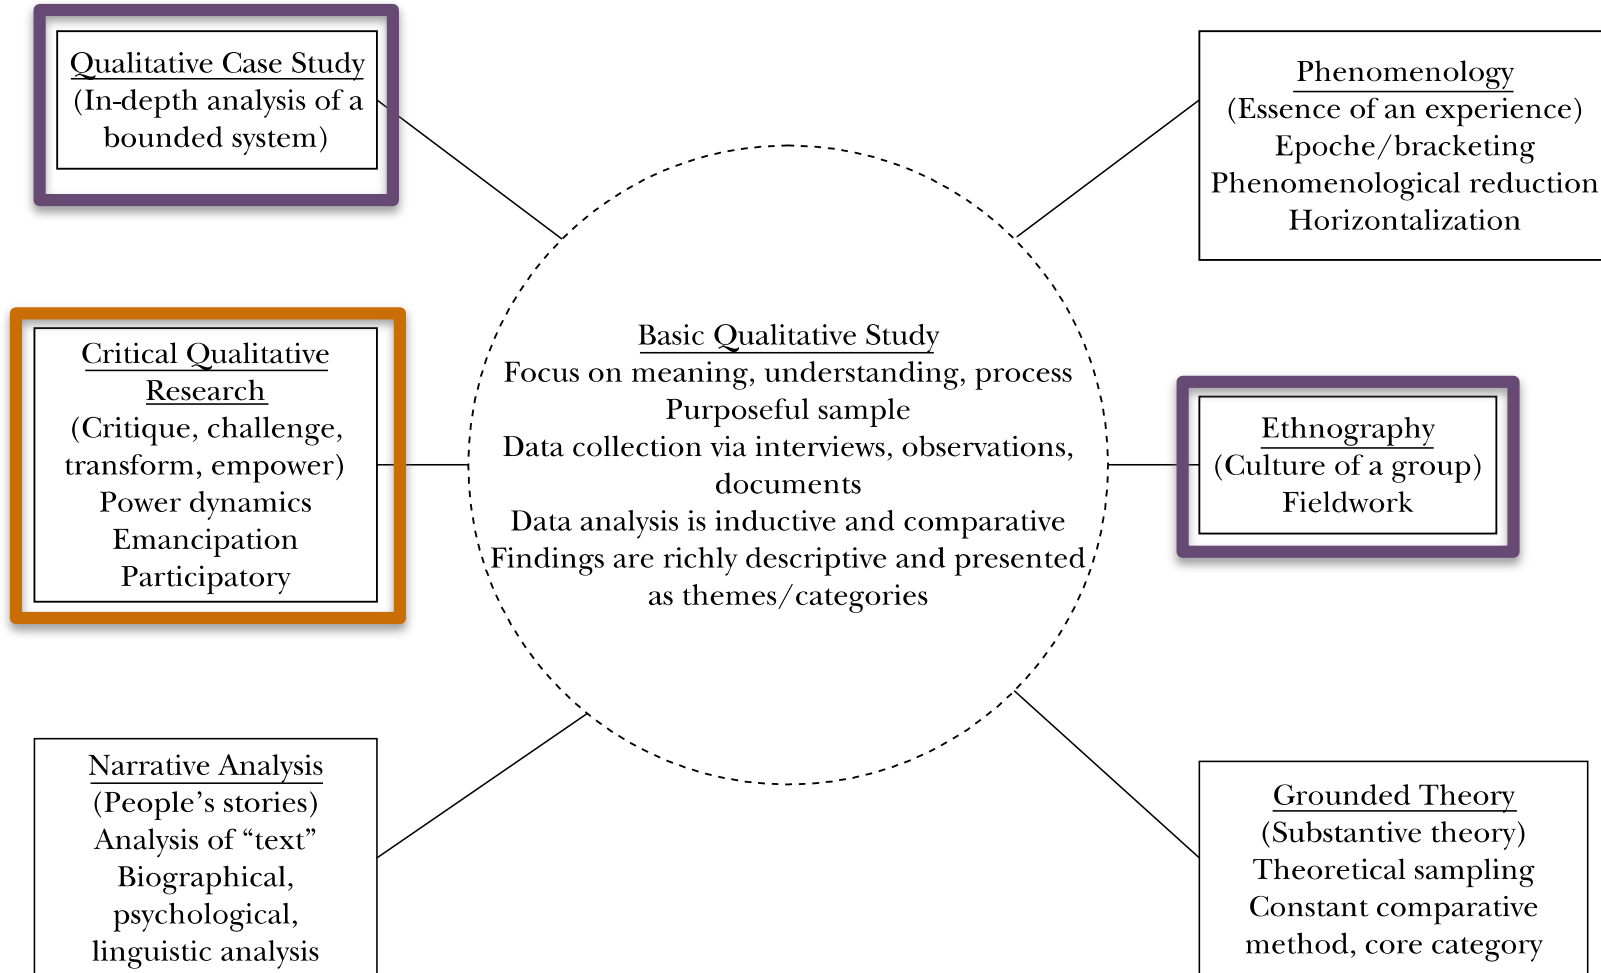 Qualitative Case Study
(In-depth analysis of a
bounded system)
Phenomenology
(Essence of an experience)
Epoche/bracketing
Phenomenological reduction
Horizontalization
Critical Qualitative
Research
(Critique, challenge,
transform, empower)
Power dynamics
Emancipation
Participatory
Basic Qualitative Study
Focus on meaning, understanding, process
Purposeful sample
Data collection via interviews, observations,
documents
Data analysis is inductive and comparative
Findings are richly descriptive and presented
as themes/categories
Ethnography
(Culture of a group)
Fieldwork
Narrative Analysis
(People’s stories)
Analysis of “text”
Biographical,
psychological,
linguistic analysis
Grounded Theory
(Substantive theory)
Theoretical sampling
Constant comparative
method, core category